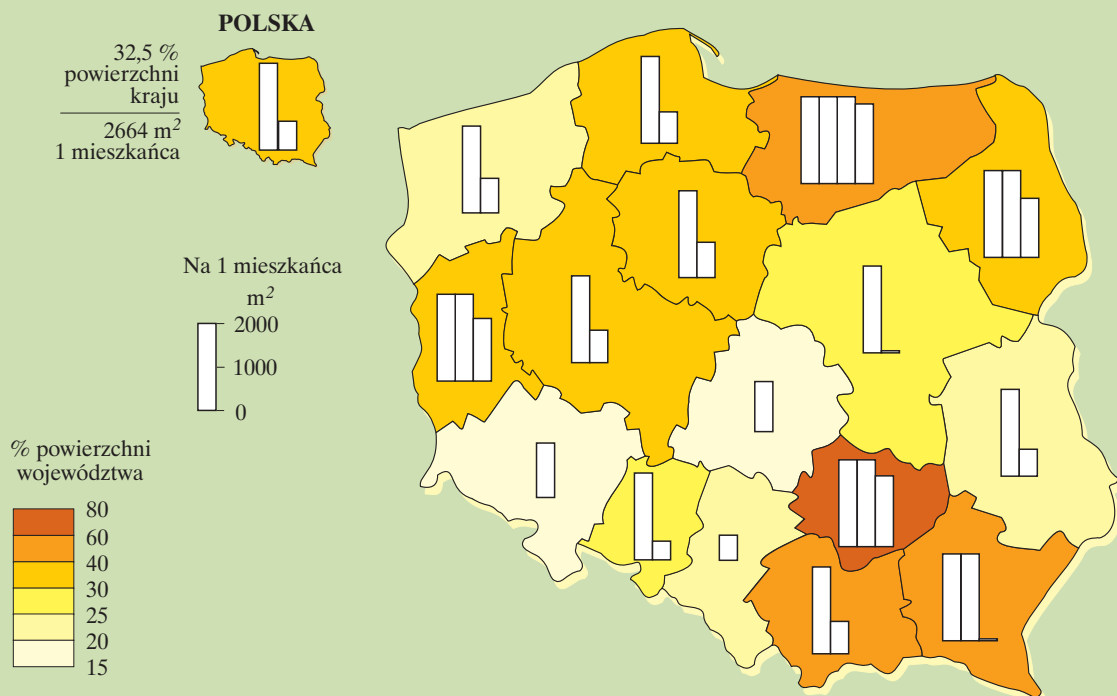 POLSKA
32,5 %
powierzchni
kraju
2664 m²
1 mieszkańca
Na 1 mieszkańca
m²
2000
1000
0
% powierzchni
województwa
80
60
40
30
25
20
15